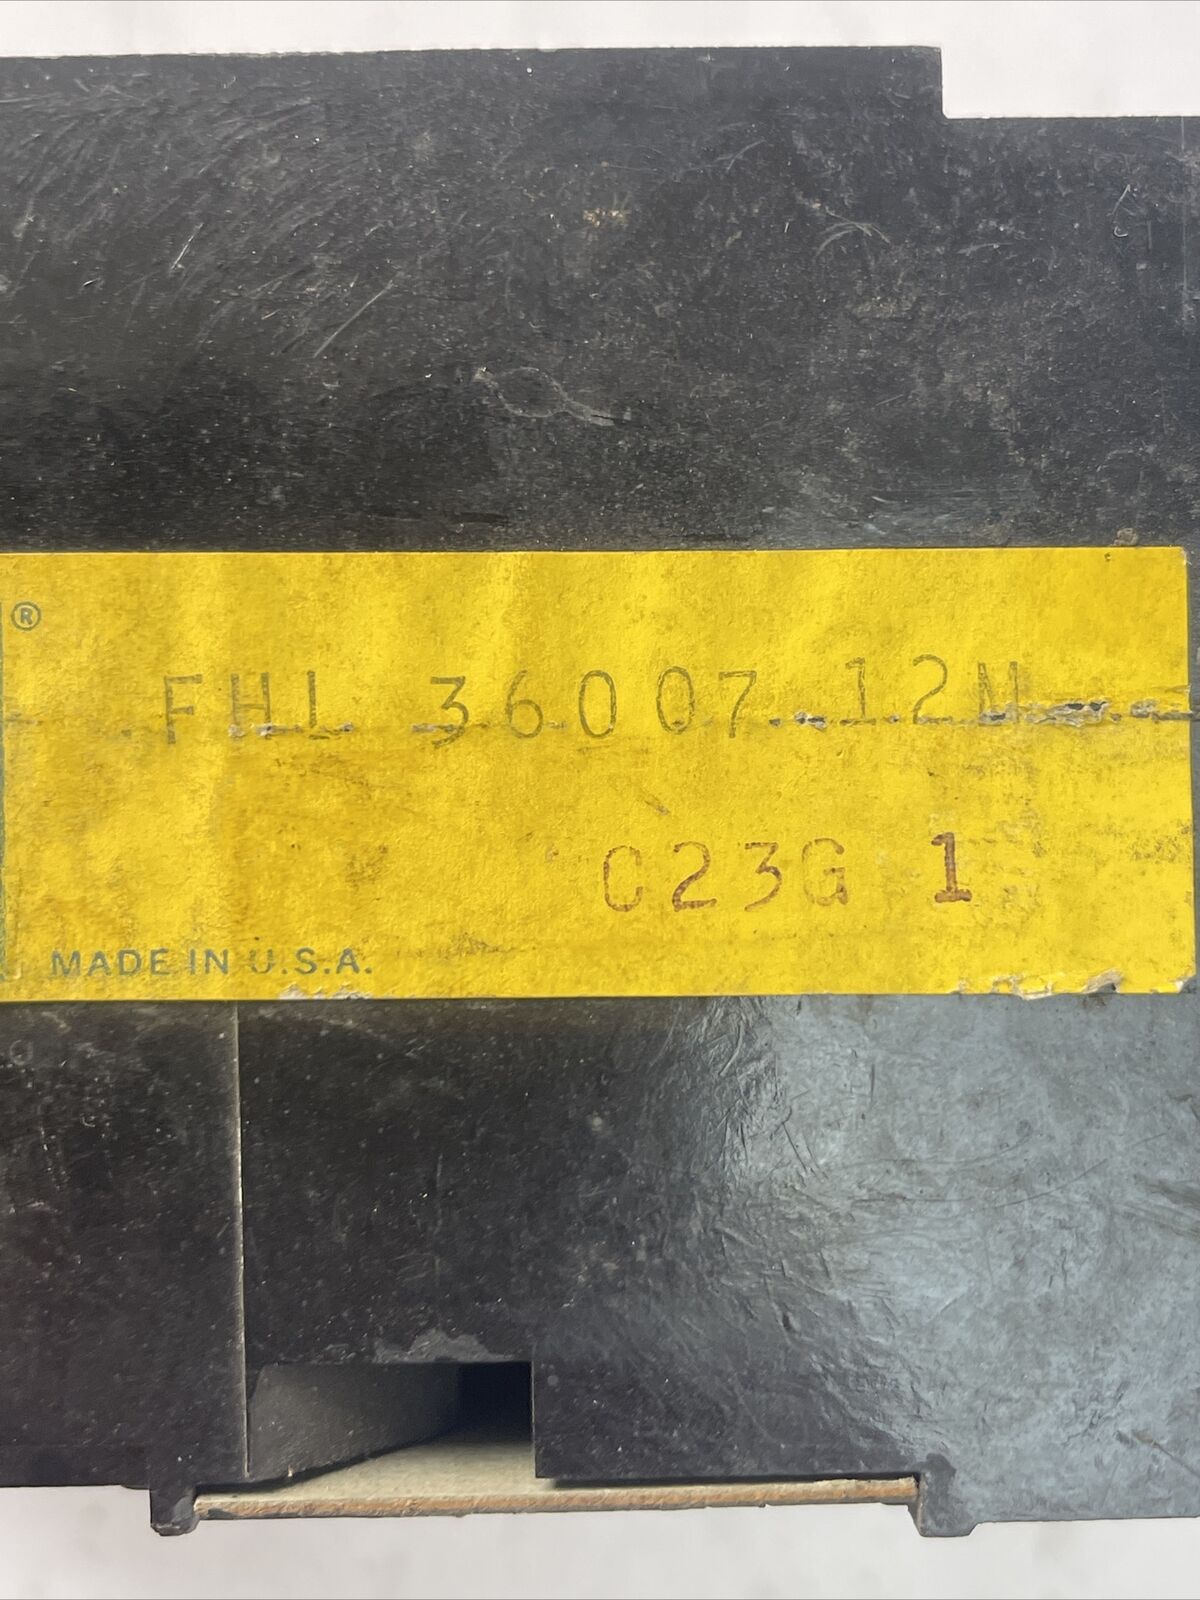 ®
FHL 36007 12M
C23G 1
MADE IN U.S.A.